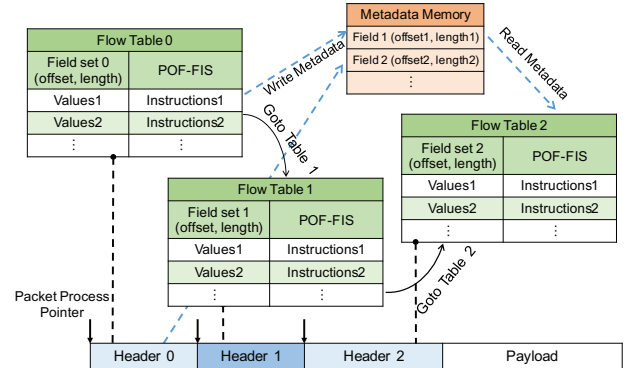 Metadata Memory
Field 1 (offset1, length1)
Field 2 (offset2, length2)
⋮
Flow Table 0
Field set 0 (offset, length)
POF-FIS
Values1
Instructions1
Values2
Instructions2
⋮
⋮
Write Metadata
Read Metadata
Goto Table 1
Flow Table 2
Field set 2 (offset, length)
POF-FIS
Values1
Instructions1
Values2
Instructions2
⋮
⋮
Flow Table 1
Field set 1 (offset, length)
POF-FIS
Values1
Instructions1
Values2
Instructions2
⋮
⋮
Goto Table 2
Packet Process
Pointer
Header 0
Header 1
Header 2
Payload